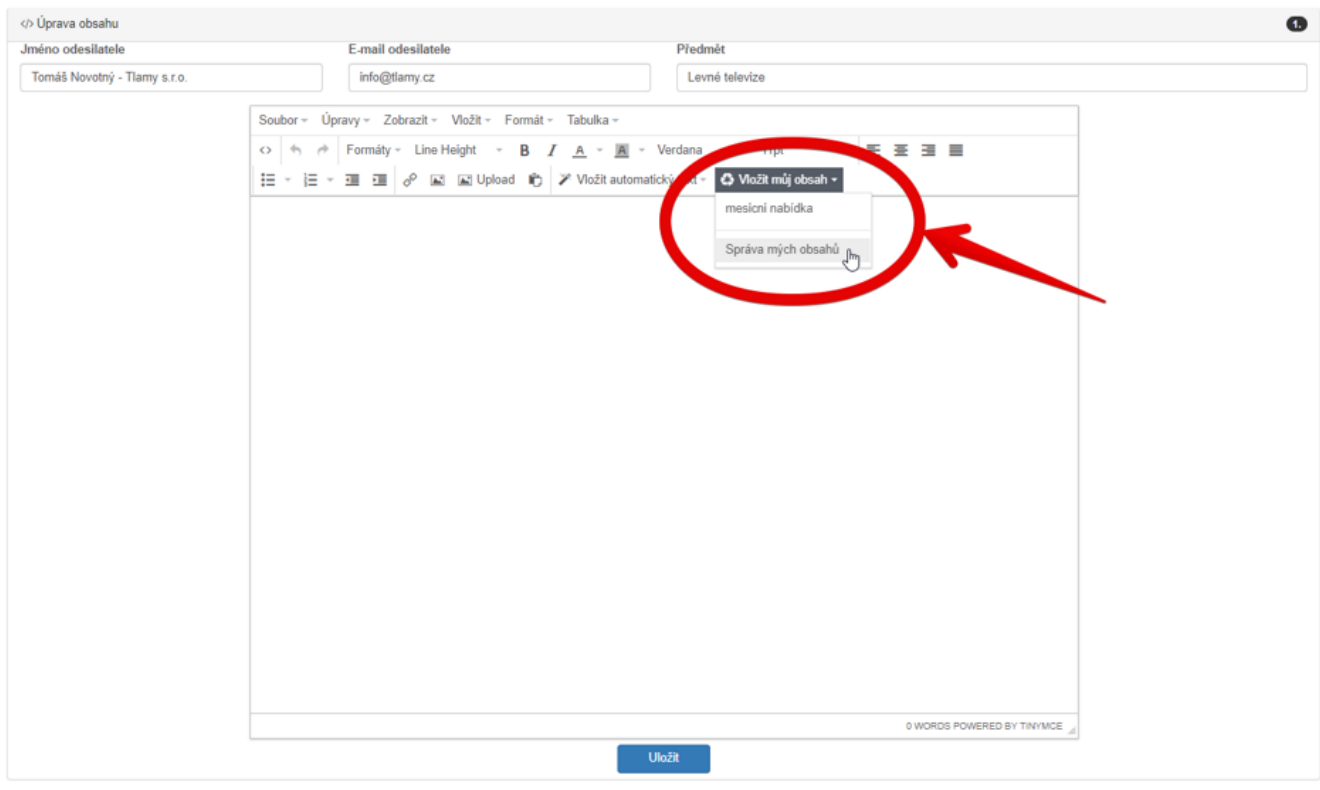 </> Úprava obsahu 1.
Jméno odesilatele E-mail odesilatele Předmět
Tomáš Novotný - Tlamy s.r.o. info@tlamy.cz Levné televize
Soubor Úpravy Zobrazit Vložit Formát Tabulka
Formáty Line Height B I A A Verdana
Upload Vložit automatický Vložit můj obsah
mesicni nabídka
Správa mých obsahů
0 WORDS POWERED BY TINYMCE
Uložit